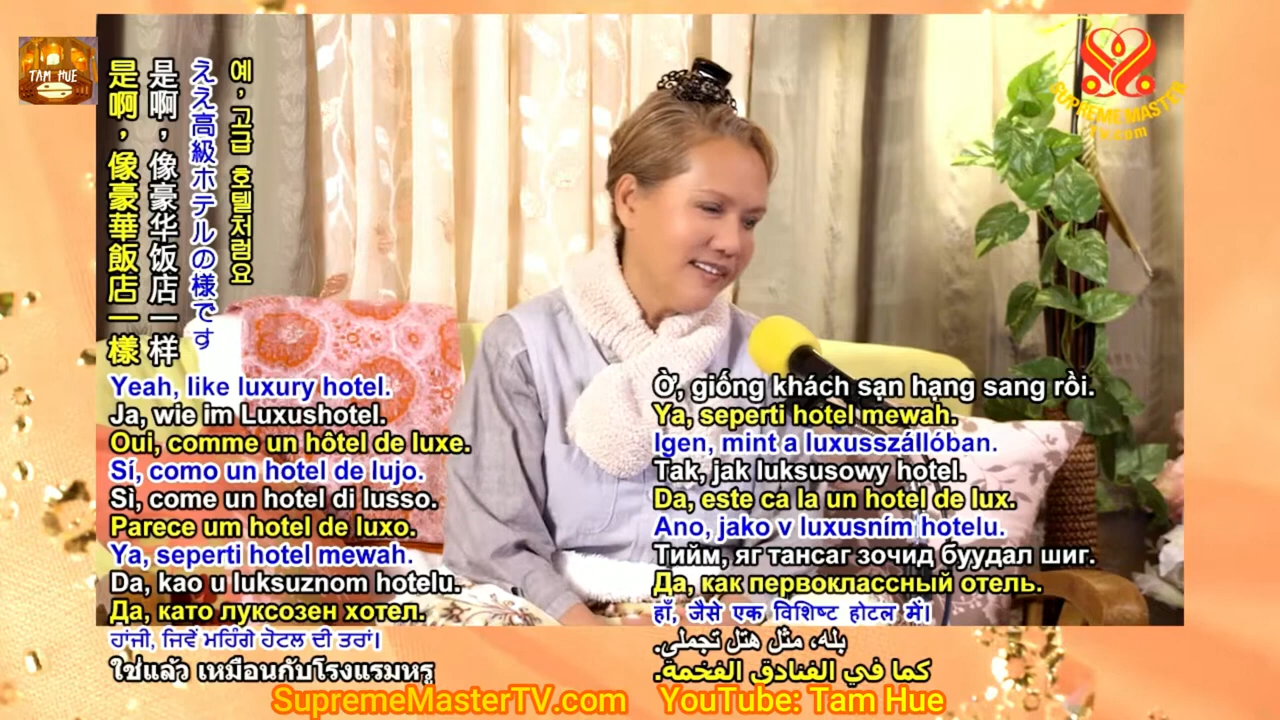 TAM HUE
SUPREME MASTER
TV.com
是啊，像豪華飯店一樣
是啊，像豪华饭店一样
ええ高級ホテルの様です
예，고급 호텔처럼요
Yeah, like luxury hotel.
Ja, wie im Luxushotel.
Oui, comme un hôtel de luxe.
Sí, como un hotel de lujo.
Sì, come un hotel di lusso.
Parece um hotel de luxo.
Ya, seperti hotel mewah.
Da, kao u luksuznom hotelu.
Да, като луксозен хотел.
ਹਾਂਜੀ, ਜਿਵੇਂ ਮਹਿੰਗੇ ਹੋਟਲ ਦੀ ਤਰਾਂ।
ใช่แล้ว เหมือนกับโรงแรมหรู
Ờ, giống khách sạn hạng sang rồi.
Ya, seperti hotel mewah.
Igen, mint a luxusszállóban.
Tak, jak luksusowy hotel.
Da, este ca la un hotel de lux.
Ano, jako v luxusním hotelu.
Тийм, яг тансаг зочид буудал шиг.
Да, как первоклассный отель.
हाँ, जैसे एक विशिष्ट होटल में।
بله، مثل هتل تجملی.
كما في الفنادق الفخمة.
SupremeMasterTV.com YouTube: Tam Hue